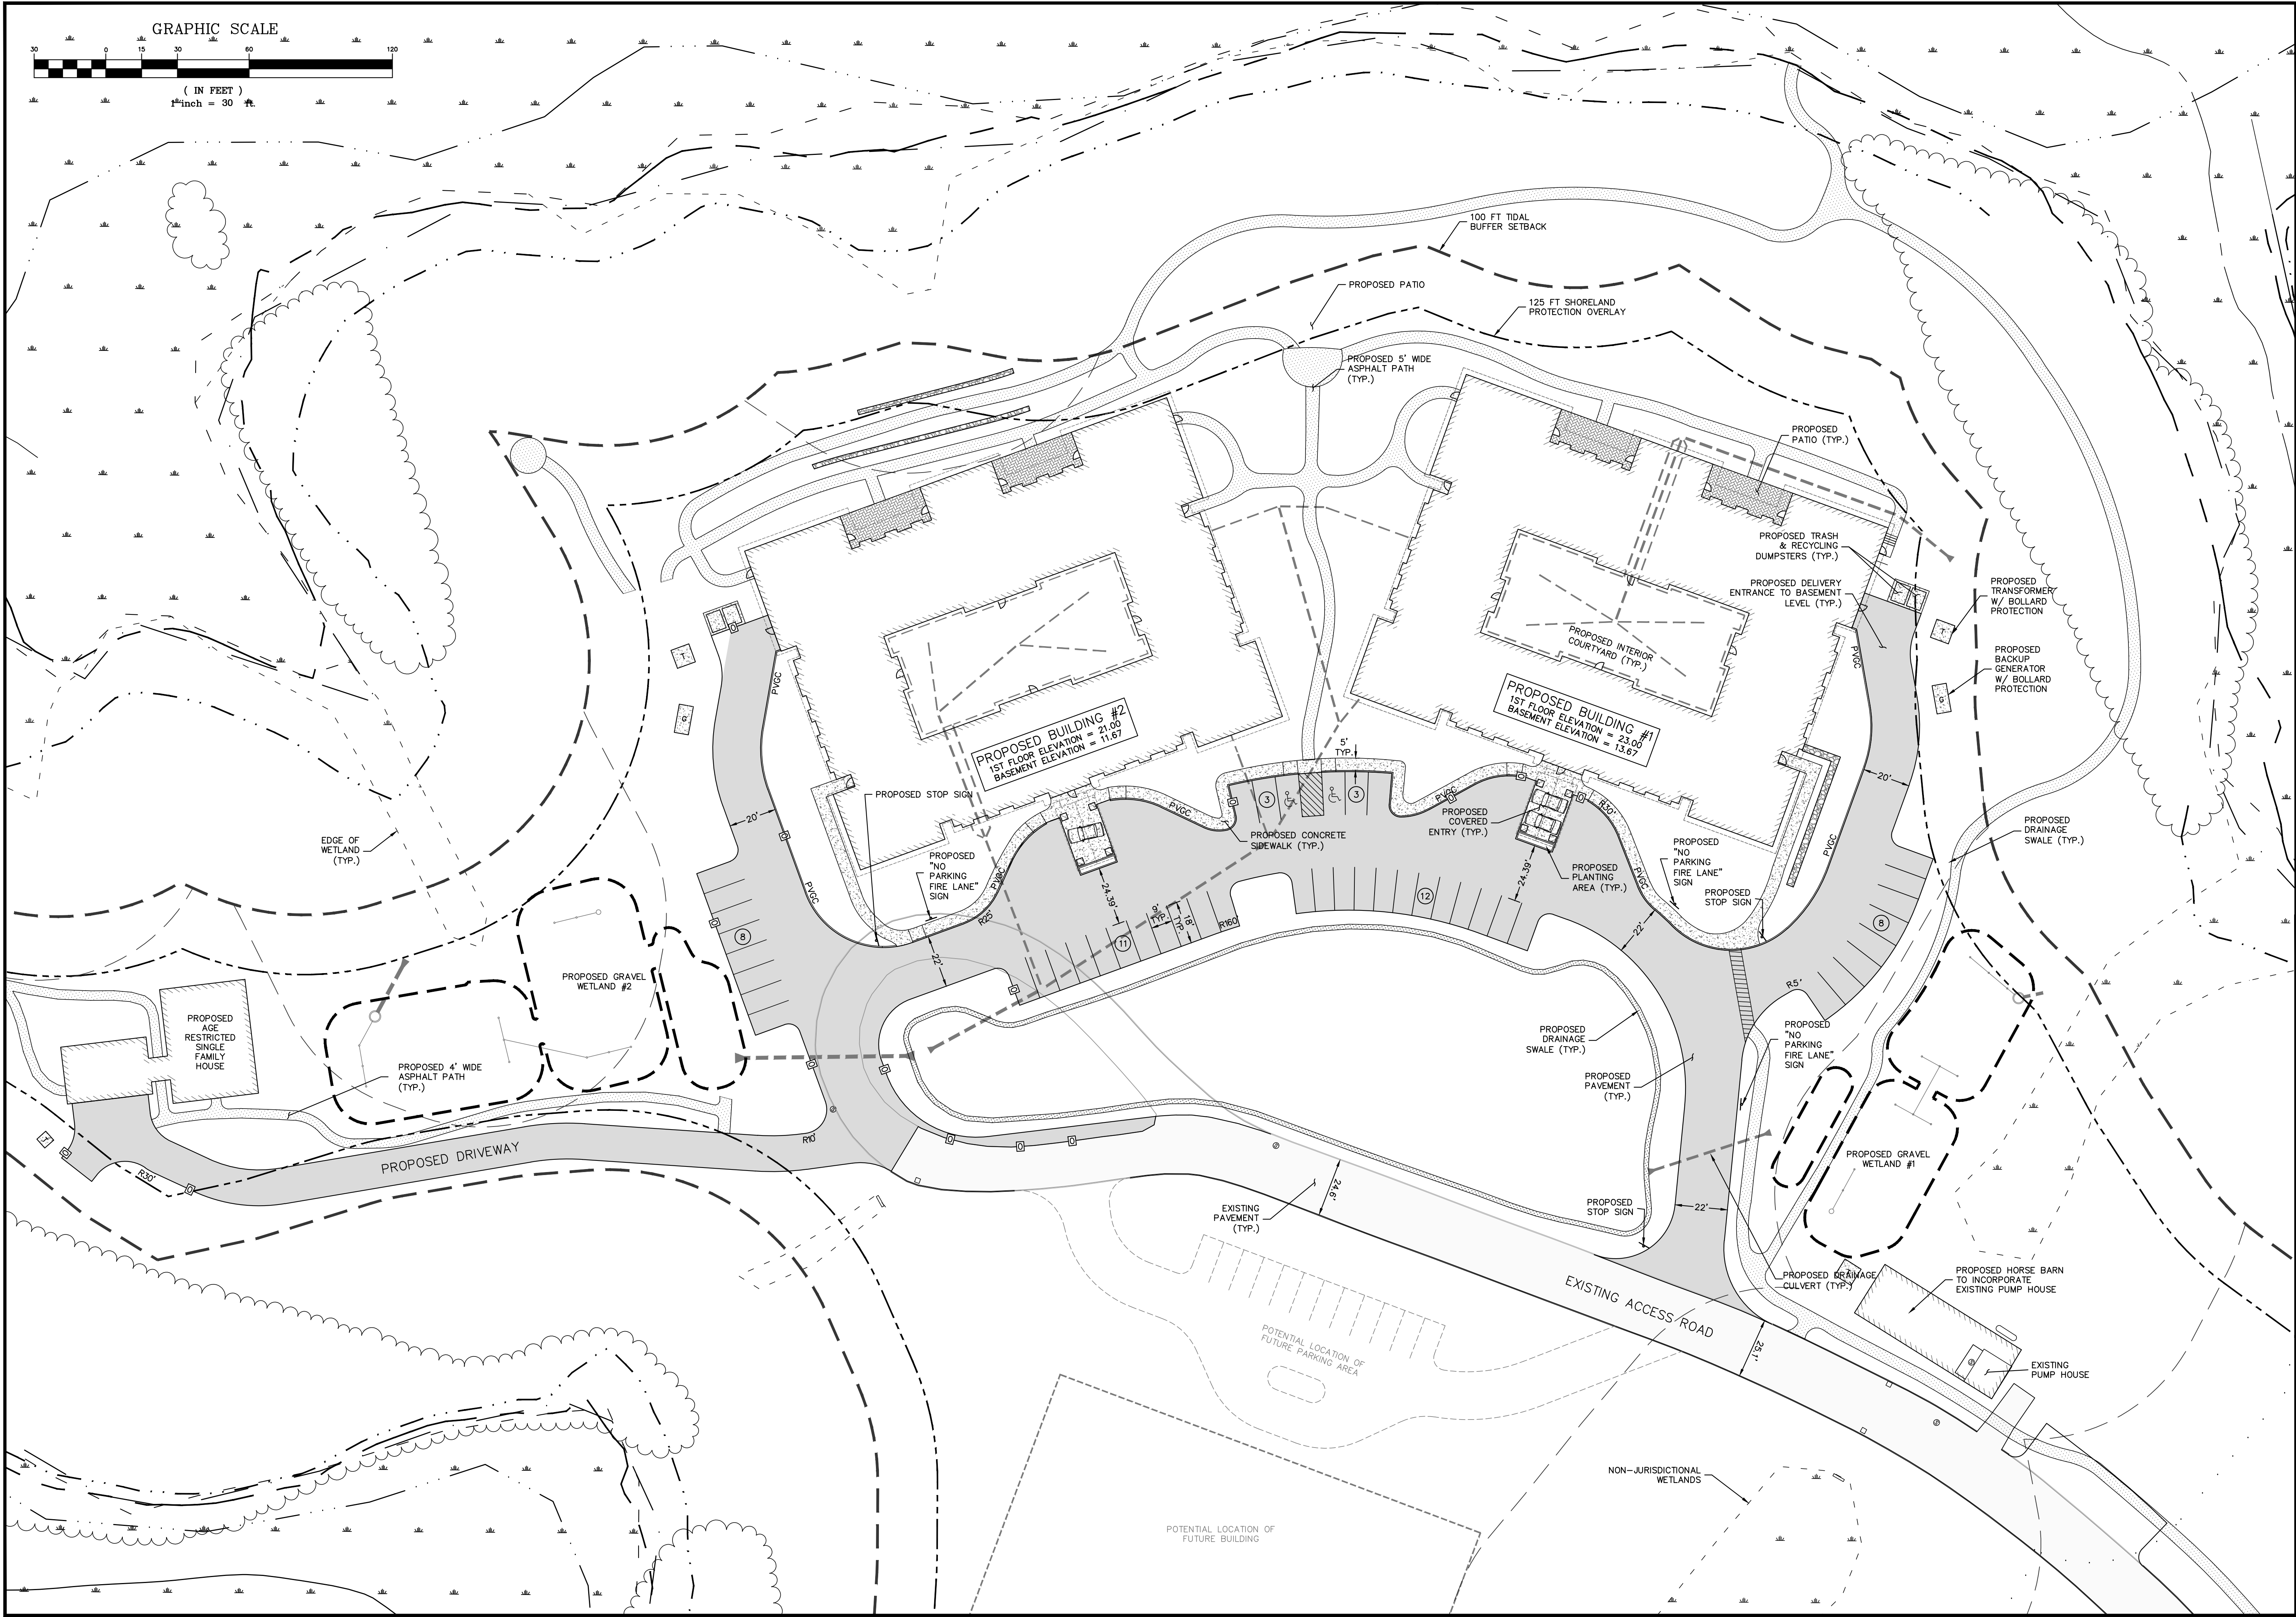 GRAPHIC SCALE
30 0 15 30 60 120
( IN FEET )
1 inch = 30 ft.
100 FT TIDAL
BUFFER SETBACK
PROPOSED PATIO
125 FT SHORELAND
PROTECTION OVERLAY
PROPOSED 5' WIDE
ASPHALT PATH
(TYP.)
PROPOSED
PATIO (TYP.)
PROPOSED TRASH
& RECYCLING
DUMPSTERS (TYP.)
PROPOSED DELIVERY
ENTRANCE TO BASEMENT
LEVEL (TYP.)
PROPOSED
TRANSFORMER
W/ BOLLARD
PROTECTION
T
PROPOSED
BACKUP
GENERATOR
W/ BOLLARD
PROTECTION
G
T
G
PVGC
PVGC
PROPOSED INTERIOR
COURTYARD (TYP.)
PROPOSED BUILDING #1
1ST FLOOR ELEVATION = 23.00
BASEMENT ELEVATION = 13.67
PROPOSED BUILDING #2
1ST FLOOR ELEVATION = 21.00
BASEMENT ELEVATION = 11.67
5'
TYP.
20'
20'
PROPOSED STOP SIGN
3
3
PVGC
PVGC
R30'
PROPOSED
COVERED
ENTRY (TYP.)
PROPOSED CONCRETE
SIDEWALK (TYP.)
EDGE OF
WETLAND
(TYP.)
PROPOSED
"NO
PARKING
FIRE LANE"
SIGN
PROPOSED
"NO
PARKING
FIRE LANE"
SIGN
PROPOSED
PLANTING
AREA (TYP.)
PROPOSED
STOP SIGN
PROPOSED
DRAINAGE
SWALE (TYP.)
PVGC
PVGC
PVGC
PVGC
24.39'
24.39'
9'
TYP.
18'
TYP.
R160
R25'
22'
22'
8
11
12
8
R5'
PROPOSED GRAVEL
WETLAND #2
PROPOSED
AGE
RESTRICTED
SINGLE
FAMILY
HOUSE
PROPOSED 4' WIDE
ASPHALT PATH
(TYP.)
PROPOSED
DRAINAGE
SWALE (TYP.)
PROPOSED
PAVEMENT
(TYP.)
PROPOSED
"NO
PARKING
FIRE LANE"
SIGN
T
R30'
PROPOSED DRIVEWAY
R10'
PROPOSED GRAVEL
WETLAND #1
EXISTING
PAVEMENT
(TYP.)
24.6'
PROPOSED
STOP SIGN
22'
PROPOSED DRAINAGE
CULVERT (TYP.)
T
PROPOSED HORSE BARN
TO INCORPORATE
EXISTING PUMP HOUSE
EXISTING ACCESS ROAD
25.1'
POTENTIAL LOCATION OF
FUTURE PARKING AREA
EXISTING
PUMP HOUSE
NON-JURISDICTIONAL
WETLANDS
POTENTIAL LOCATION OF
FUTURE BUILDING